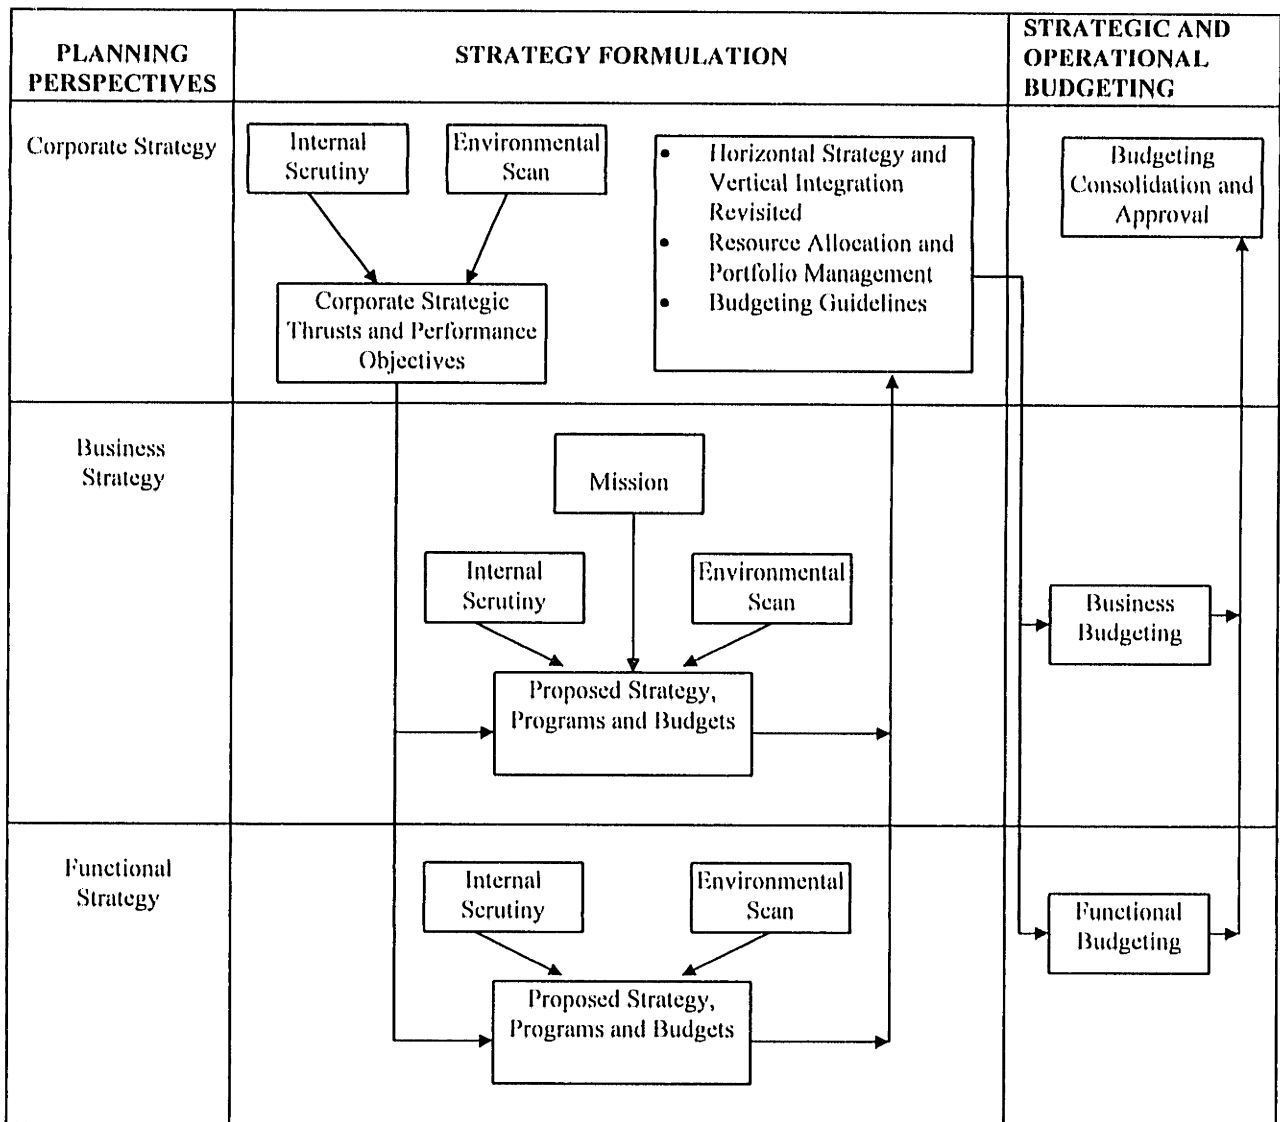 PLANNING
PERSPECTIVES
STRATEGY FORMULATION
STRATEGIC AND
OPERATIONAL
BUDGETING
Corporate Strategy
Internal
Scrutiny
Environmental
Scan
• Horizontal Strategy and
Vertical Integration
Revisited
• Resource Allocation and
Portfolio Management
• Budgeting Guidelines
Budgeting
Consolidation and
Approval
Corporate Strategic
Thrusts and Performance
Objectives
Business
Strategy
Mission
Internal
Scrutiny
Environmental
Scan
Proposed Strategy,
Programs and Budgets
Business
Budgeting
Functional
Strategy
Internal
Scrutiny
Environmental
Scan
Proposed Strategy,
Programs and Budgets
Functional
Budgeting